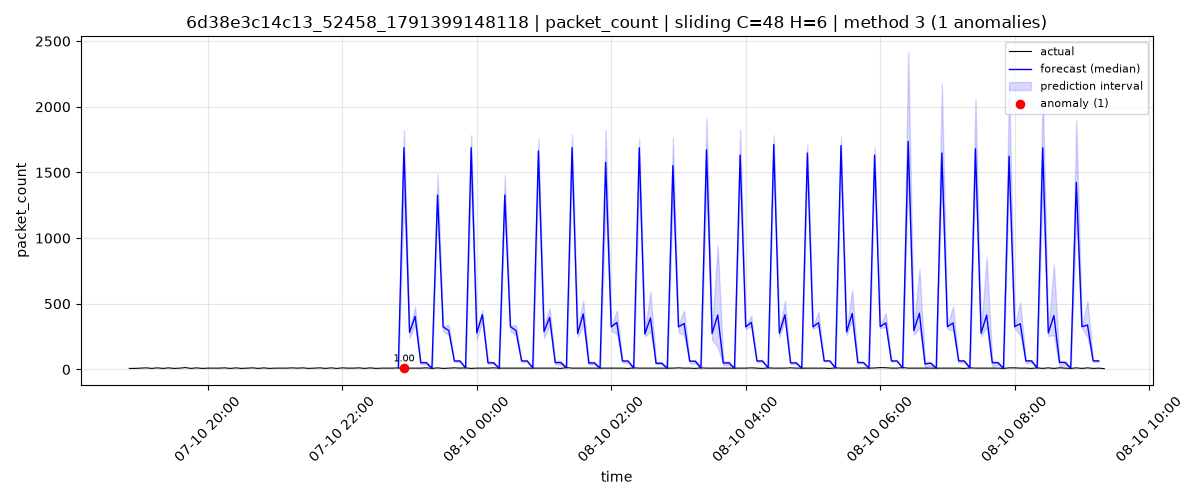 6d38e3c14c13_52458_1791399148118 | packet_count | sliding C=48 H=6 | method 3 (1 anomalies)
actual
forecast (median)
prediction interval
anomaly (1)
packet_count
2500
2000
1500
1000
500
0
1.00
07-10 20:00
07-10 22:00
08-10 00:00
08-10 02:00
08-10 04:00
08-10 06:00
08-10 08:00
08-10 10:00
time